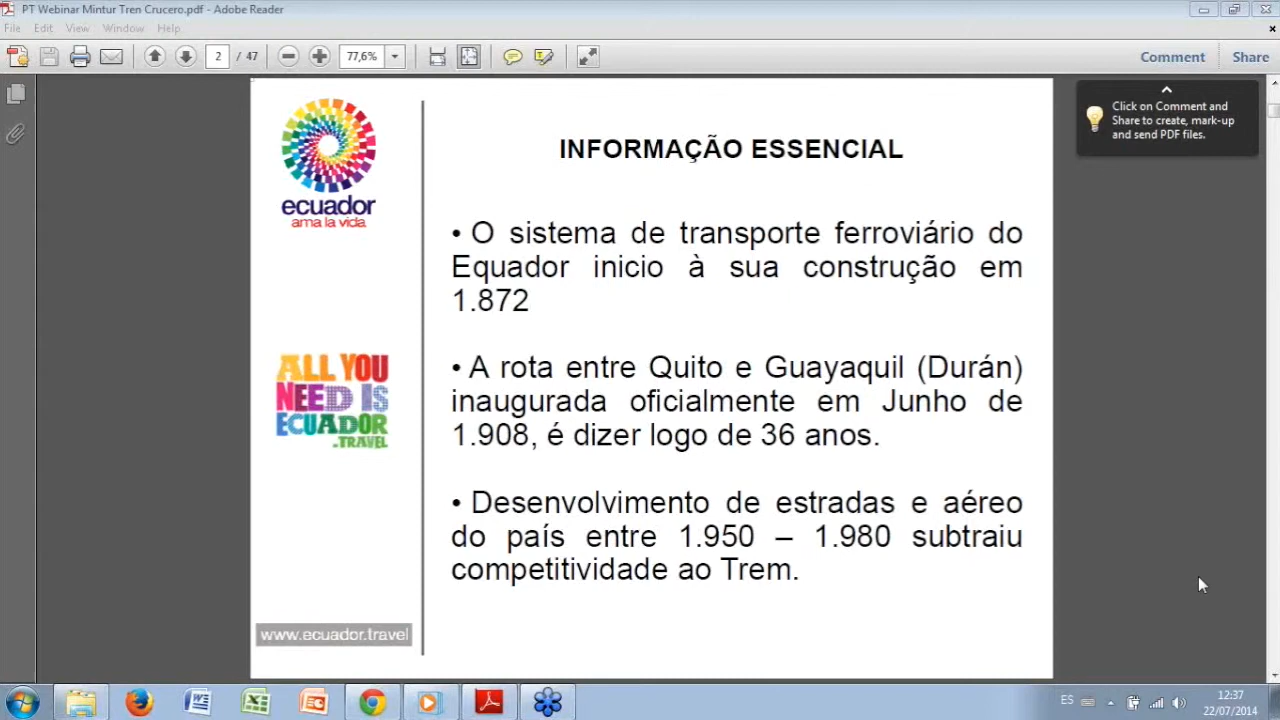 PT Webinar Mintur Tren Crucero.pdf - Adobe Reader
File Edit View Window Help
2 / 47 77,6% Comment Share
Click on Comment and
Share to create, mark-up
and send PDF files.
ecuador
ama la vida
INFORMAÇÃO ESSENCIAL
• O sistema de transporte ferroviário do
Equador inicio à sua construção em
1.872
ALL YOU
NEED IS
ECUADOR
.TRAVEL
• A rota entre Quito e Guayaquil (Durán)
inaugurada oficialmente em Junho de
1.908, é dizer logo de 36 anos.
• Desenvolvimento de estradas e aéreo
do país entre 1.950 – 1.980 subtraiu
competitividade ao Trem.
www.ecuador.travel
ES
12:37
22/07/2014